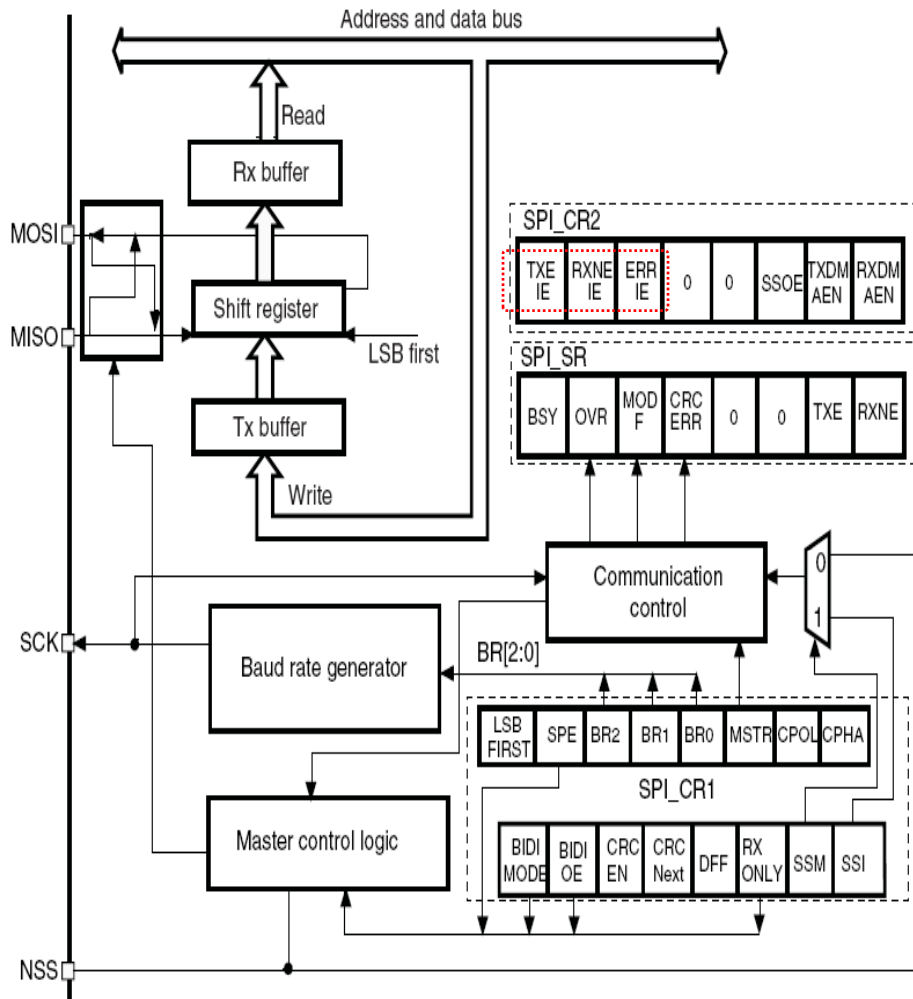 Address and data bus
Read
Rx buffer
MOSI
SPI_CR2
TXE IE
RXNE IE
ERR IE
0
0
SSOE
TXDM AEN
RXDM AEN
Shift register
MISO
LSB first
SPI_SR
BSY
OVR
MOD F
CRC ERR
0
0
TXE
RXNE
Tx buffer
Write
Communication
control
0
1
SCK
Baud rate generator
BR[2:0]
LSB FIRST
SPE
BR2
BR1
BR0
MSTR
CPOL
CPHA
SPI_CR1
Master control logic
BIDI MODE
BIDI OE
CRC EN
CRC Next
DFF
RX ONLY
SSM
SSI
NSS